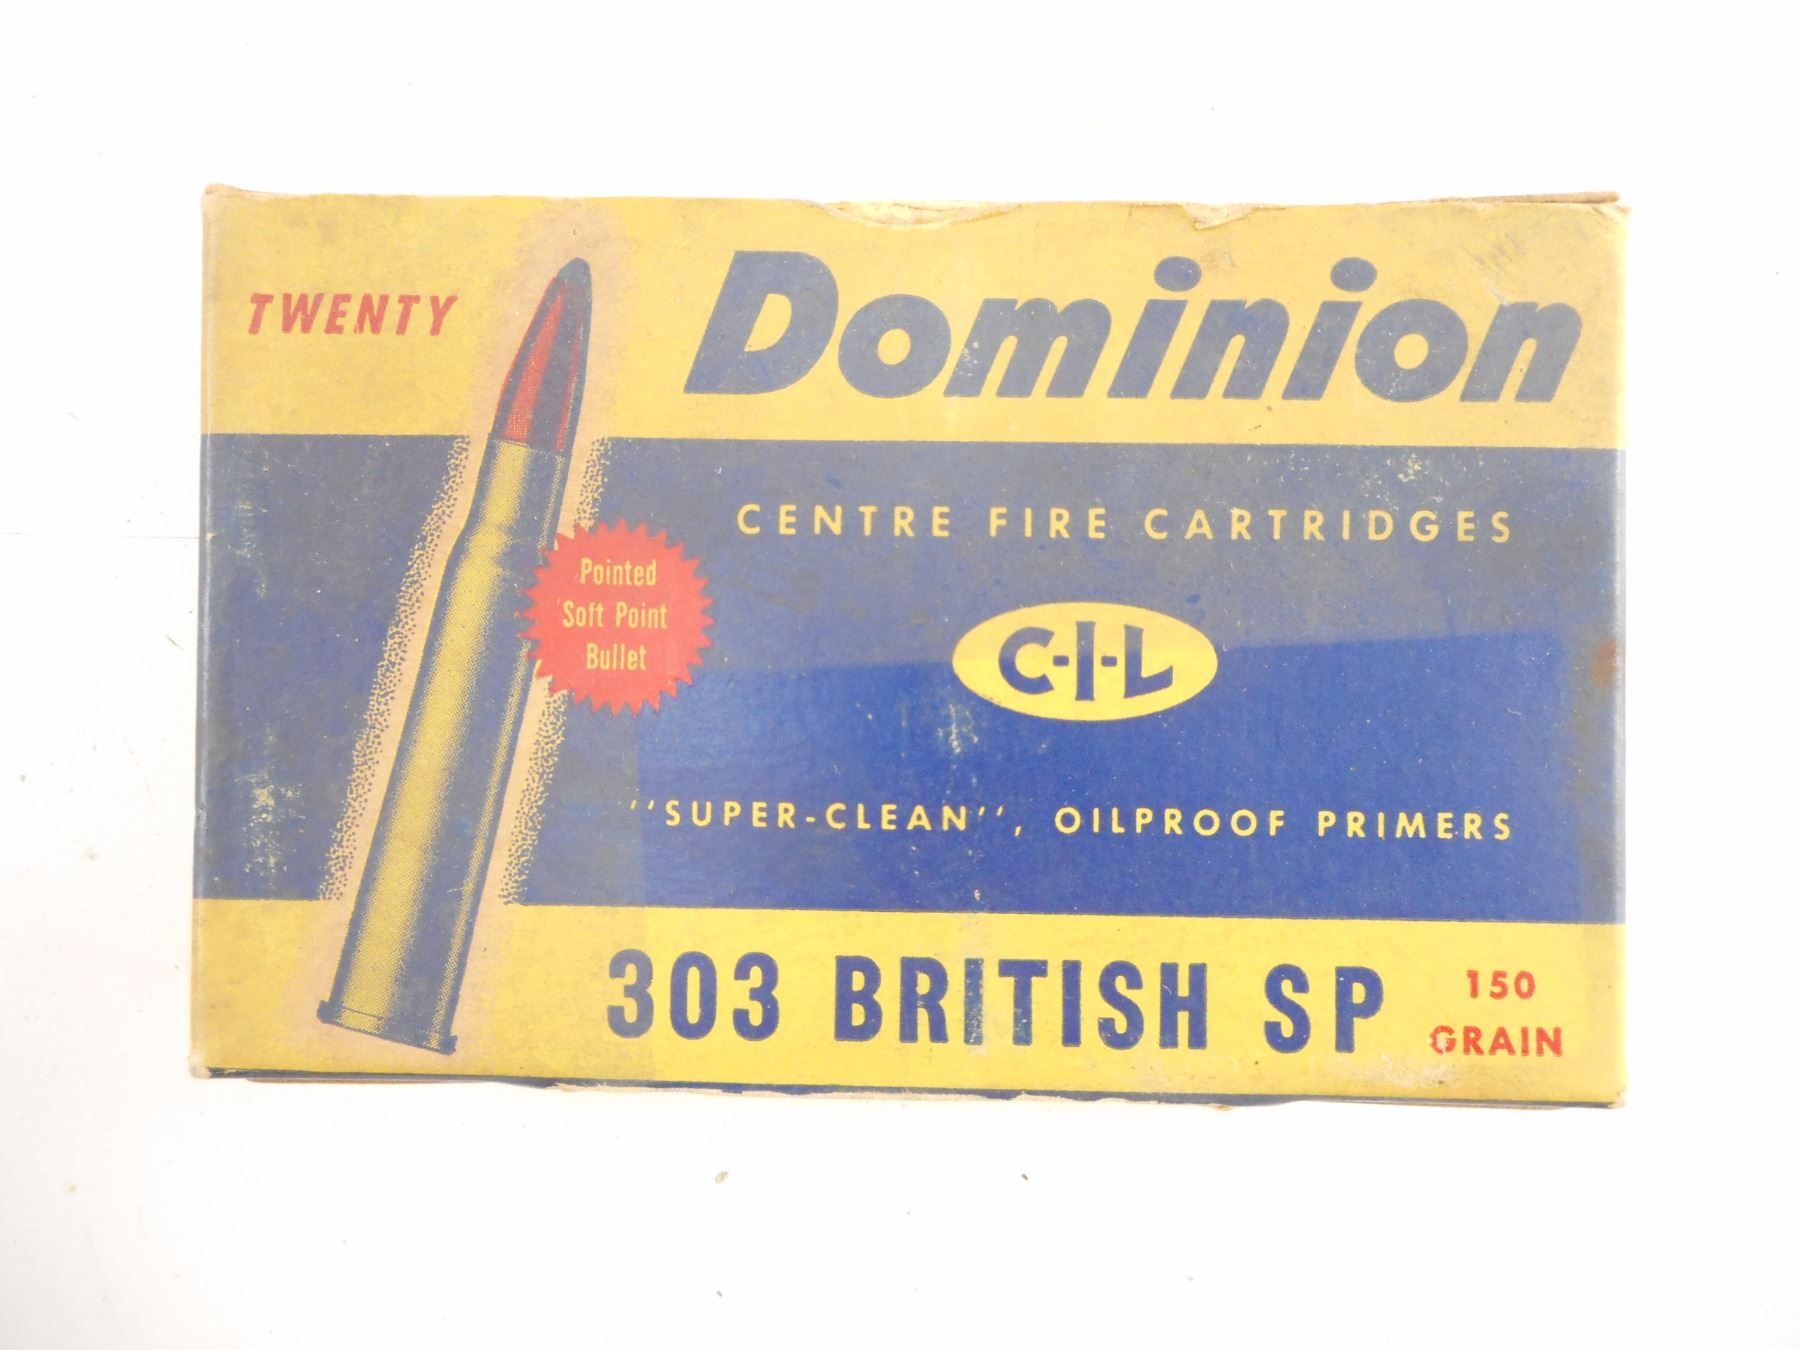 TWENTY
Dominion
CENTRE FIRE CARTRIDGES
Pointed
Soft Point
Bullet
C-I-L
"SUPER-CLEAN", OILPROOF PRIMERS
303 BRITISH SP
150
GRAIN